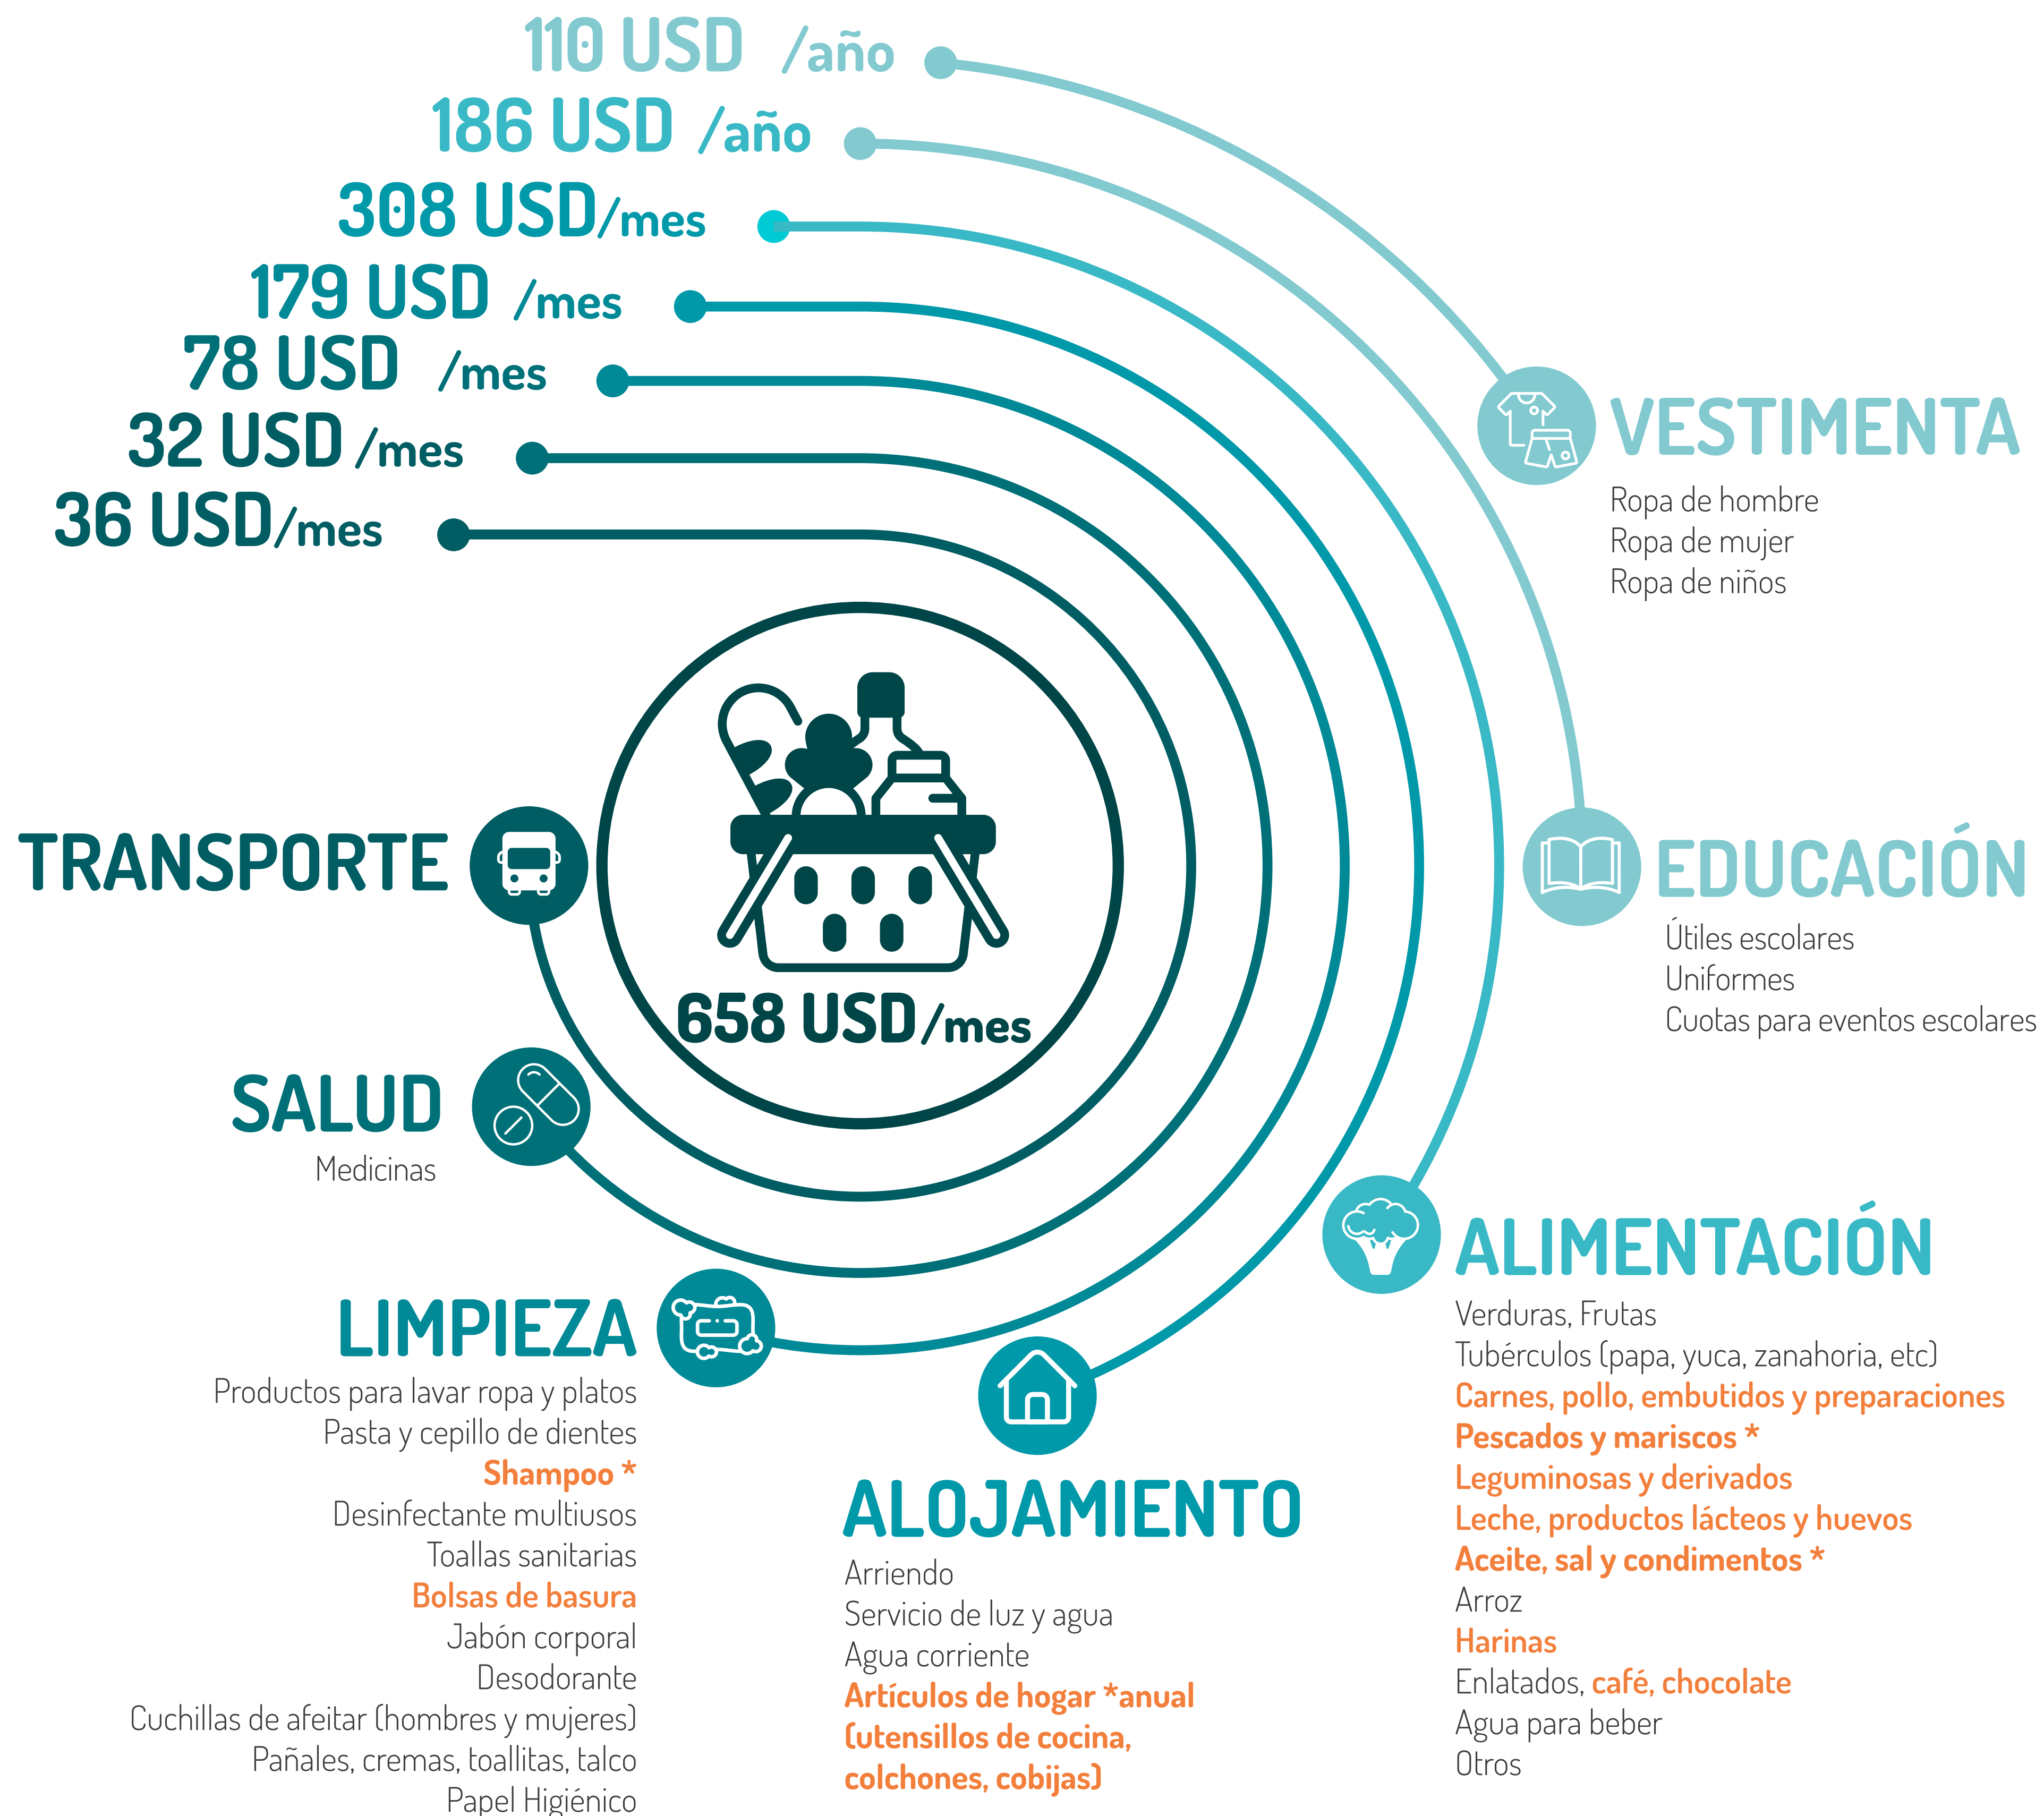 110 USD /año
186 USD /año
308 USD/mes
179 USD /mes
78 USD /mes
32 USD /mes
36 USD/mes
VESTIMENTA
Ropa de hombre
Ropa de mujer
Ropa de niños
EDUCACIÓN
Útiles escolares
Uniformes
Cuotas para eventos escolares
TRANSPORTE
658 USD/mes
SALUD
Medicinas
LIMPIEZA
Productos para lavar ropa y platos
Pasta y cepillo de dientes
Shampoo *
Desinfectante multiusos
Toallas sanitarias
Bolsas de basura
Jabón corporal
Desodorante
Cuchillas de afeitar (hombres y mujeres)
Pañales, cremas, toallitas, talco
Papel Higiénico
ALOJAMIENTO
Arriendo
Servicio de luz y agua
Agua corriente
Artículos de hogar *anual
(utensillos de cocina,
colchones, cobijas)
ALIMENTACIÓN
Verduras, Frutas
Tubérculos (papa, yuca, zanahoria, etc)
Carnes, pollo, embutidos y preparaciones
Pescados y mariscos *
Leguminosas y derivados
Leche, productos lácteos y huevos
Aceite, sal y condimentos *
Arroz
Harinas
Enlatados, café, chocolate
Agua para beber
Otros